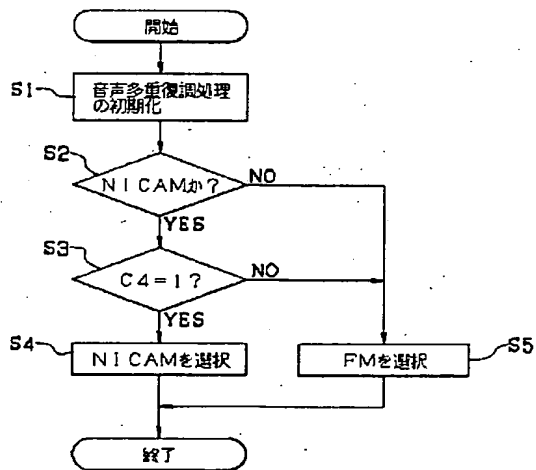 開始
S1
音声多重復調処理
の初期化
S2
NICAMか?
NO
YES
S3
C4=1?
NO
YES
S4
NICAMを選択
FMを選択
S5
終了